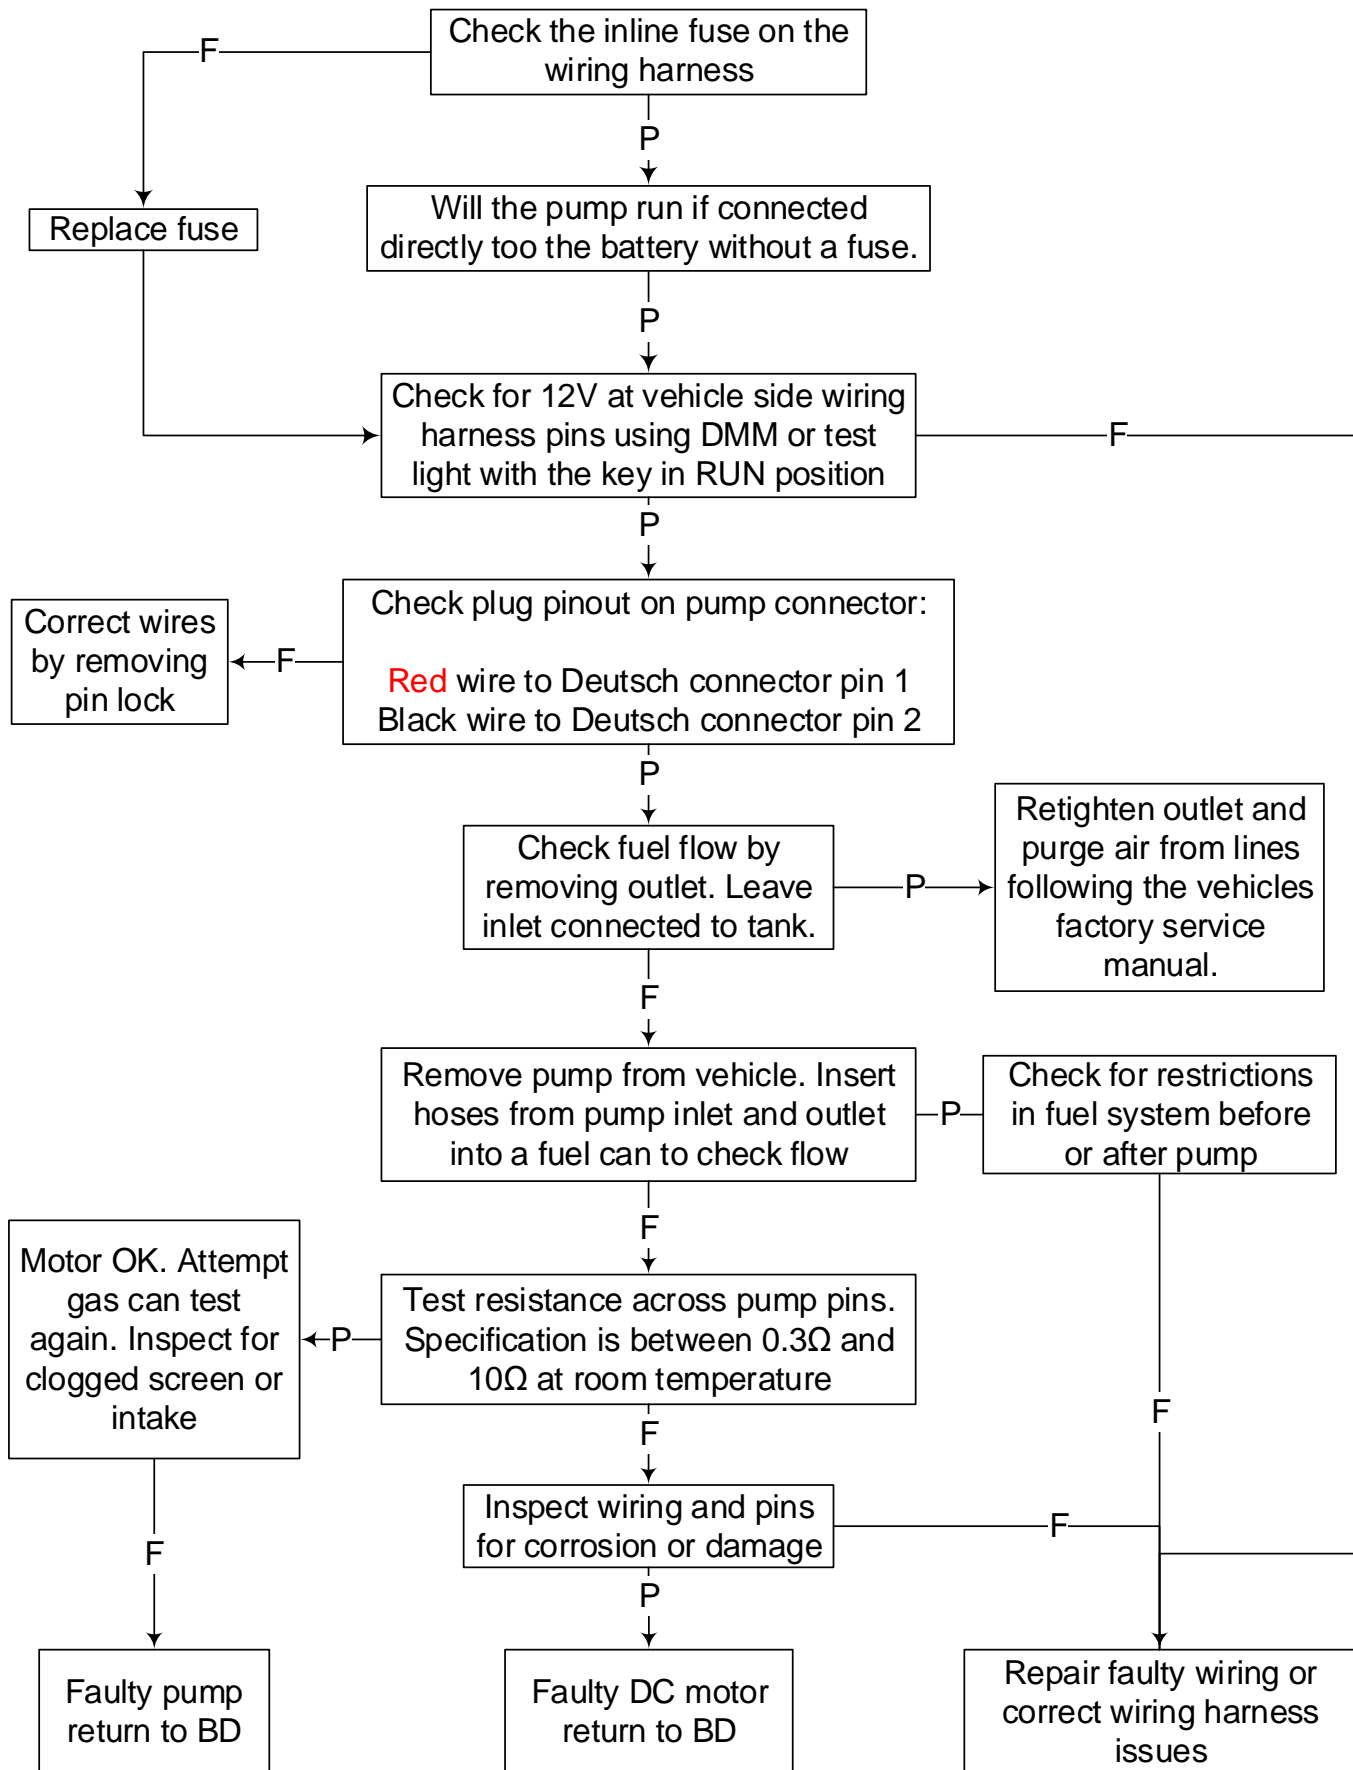 Check the inline fuse on the
wiring harness
F
P
Replace fuse
Will the pump run if connected
directly too the battery without a fuse.
P
Check for 12V at vehicle side wiring
harness pins using DMM or test
light with the key in RUN position
F
P
Correct wires
by removing
pin lock
F
Check plug pinout on pump connector:
Red wire to Deutsch connector pin 1
Black wire to Deutsch connector pin 2
P
Check fuel flow by
removing outlet. Leave
inlet connected to tank.
P
Retighten outlet and
purge air from lines
following the vehicles
factory service
manual.
F
Remove pump from vehicle. Insert
hoses from pump inlet and outlet
into a fuel can to check flow
P
Check for restrictions
in fuel system before
or after pump
F
Motor OK. Attempt
gas can test
again. Inspect for
clogged screen or
intake
P
Test resistance across pump pins.
Specification is between 0.3Ω and
10Ω at room temperature
F
F
Inspect wiring and pins
for corrosion or damage
F
F
P
Faulty pump
return to BD
Faulty DC motor
return to BD
Repair faulty wiring or
correct wiring harness
issues